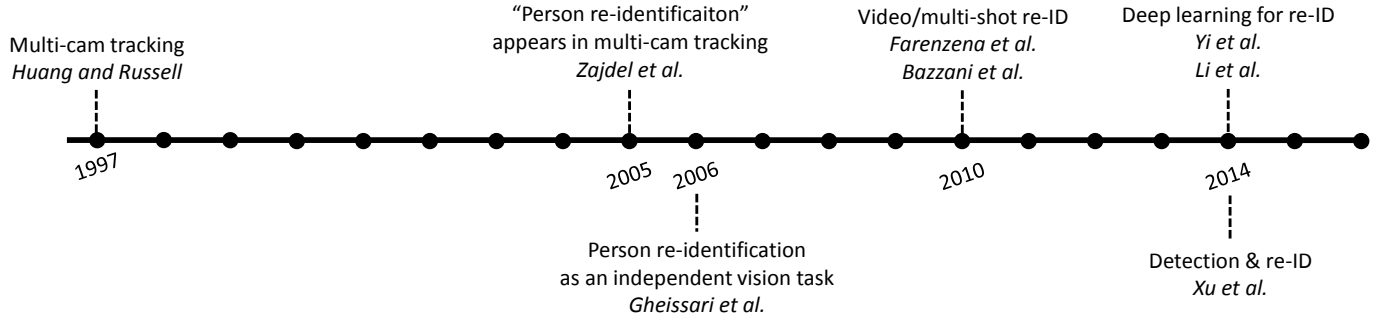 Multi-cam tracking
Huang and Russell
“Person re-identificaiton”
appears in multi-cam tracking
Zajdel et al.
Video/multi-shot re-ID
Farenzena et al.
Bazzani et al.
Deep learning for re-ID
Yi et al.
Li et al.
1997
2005
2006
2010
2014
Person re-identification
as an independent vision task
Gheissari et al.
Detection & re-ID
Xu et al.